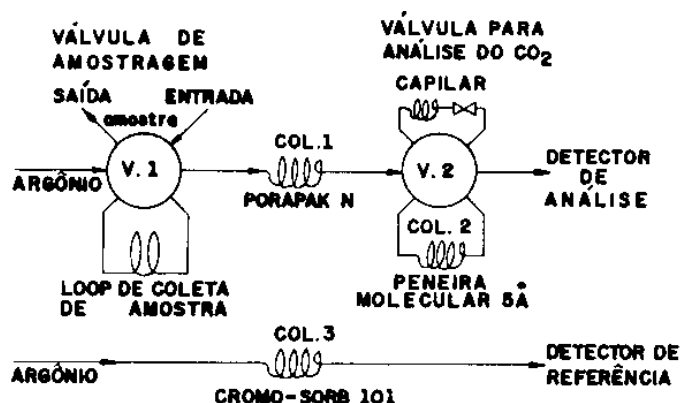 VÁLVULA DE
AMOSTRAGEM
SAÍDA
ENTRADA
amostra
VÁLVULA PARA
ANÁLISE DO CO₂
CAPILAR
V. 1
COL. 1
V. 2
ARGÔNIO
PORAPAK N
DETECTOR
DE
ANÁLISE
COL. 2
LOOP DE COLETA
DE AMOSTRA
PENEIRA
MOLECULAR 5Å
COL. 3
ARGÔNIO
CROMO-SORB 101
DETECTOR DE
REFERÊNCIA